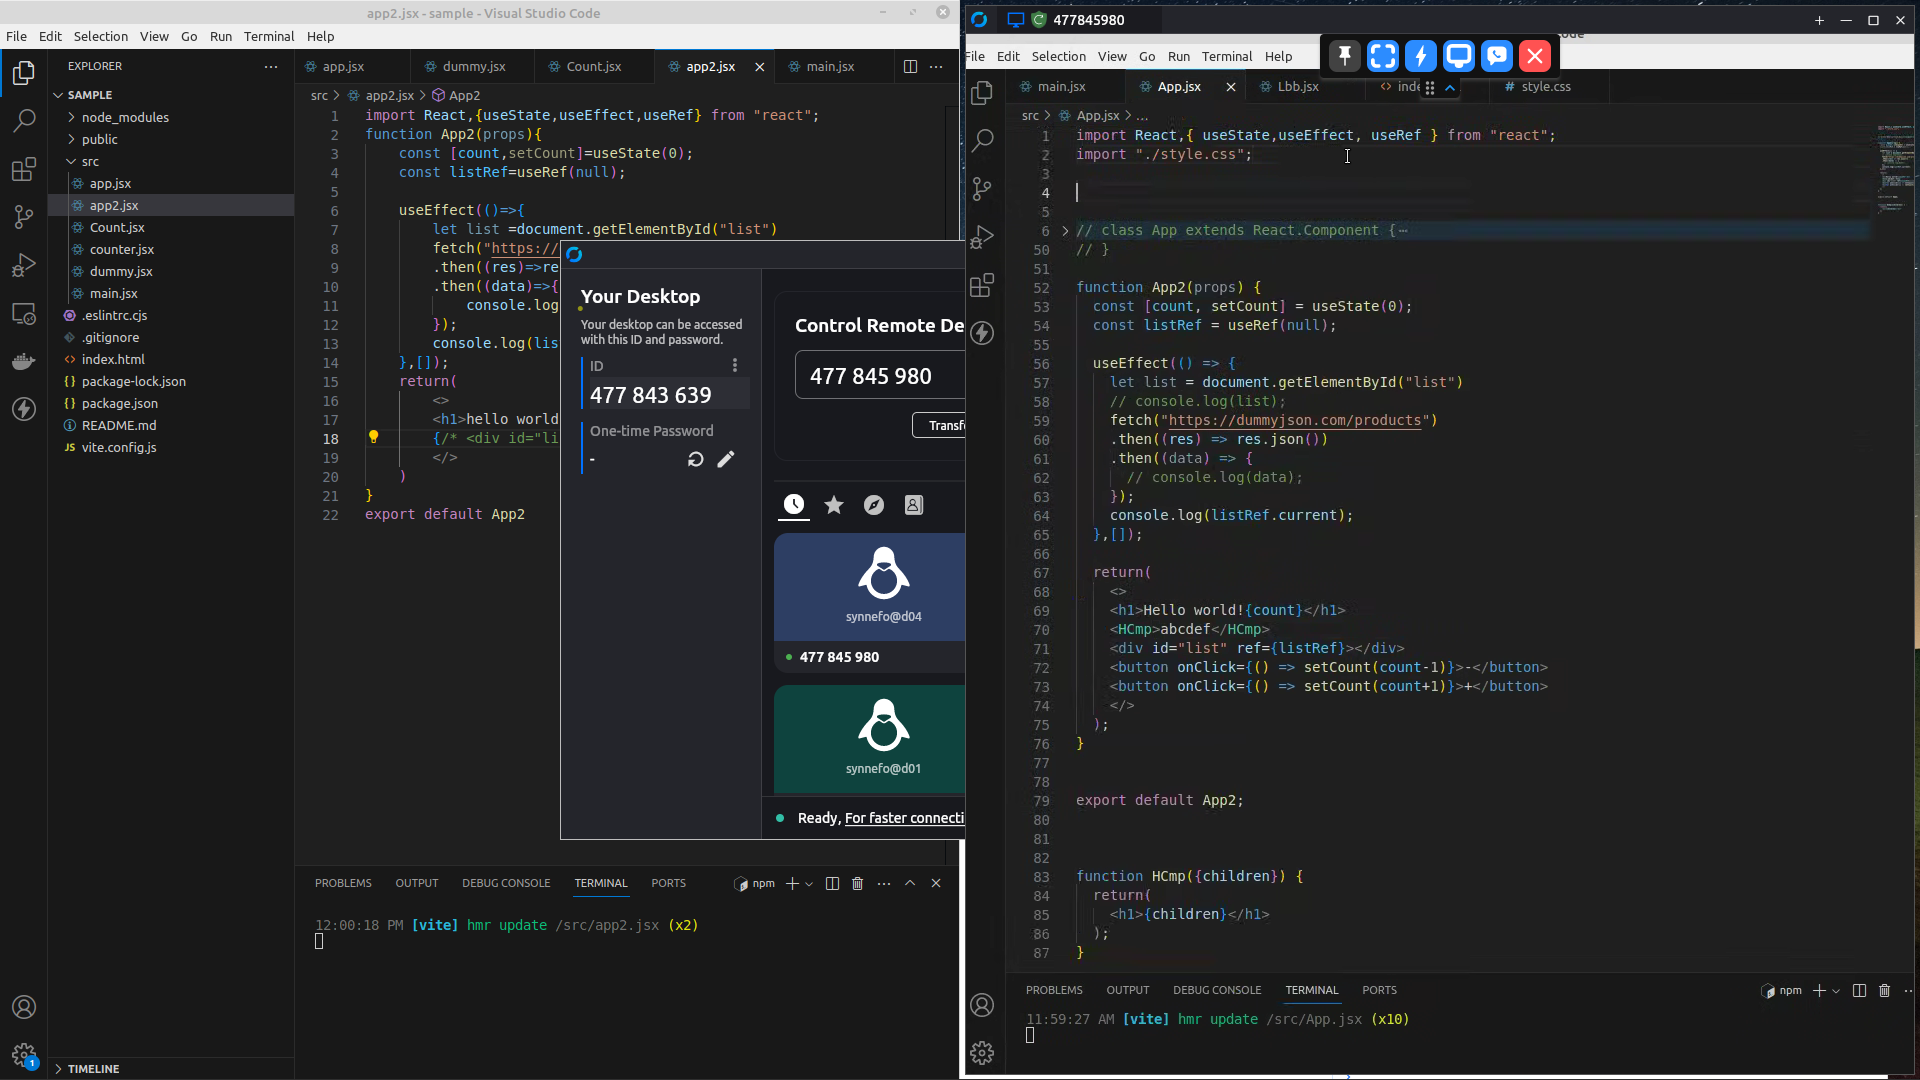 app2.jsx - sample - Visual Studio Code
File Edit Selection View Go Run Terminal Help
EXPLORER
SAMPLE
node_modules
public
src
app.jsx
app2.jsx
Count.jsx
counter.jsx
dummy.jsx
main.jsx
.eslintrc.cjs
.gitignore
index.html
package-lock.json
package.json
README.md
JS vite.config.js
TIMELINE
1
app.jsx dummy.jsx Count.jsx app2.jsx main.jsx
src > app2.jsx > App2
1 import React,{useState,useEffect,useRef} from "react";
2 function App2(props){
3 const [count,setCount]=useState(0);
4 const listRef=useRef(null);
5
6 useEffect(()=>{
7 let list =document.getElementById("list")
8 fetch("https://
9 .then((res)=>re
10 .then((data)=>{
11 console.log
12 });
13 console.log(lis
14 },[]);
15 return(
16 <>
17 <h1>hello world
18 {/* <div id="li
19 </>
20 )
21 }
22 export default App2
PROBLEMS OUTPUT DEBUG CONSOLE TERMINAL PORTS npm
12:00:18 PM [vite] hmr update /src/app2.jsx (x2)
Your Desktop
Your desktop can be accessed
with this ID and password.
ID
477 843 639
One-time Password
-
Control Remote De
477 845 980
Transf
synnefo@d04
477 845 980
synnefo@d01
Ready, For faster connecti
477845980
File Edit Selection View Go Run Terminal Help
main.jsx App.jsx Lbb.jsx <> inde # style.css
src > App.jsx > ...
1 import React,{ useState,useEffect, useRef } from "react";
2 import "./style.css";
3
4
5
6 // class App extends React.Component {⋯
50 // }
51
52 function App2(props) {
53 const [count, setCount] = useState(0);
54 const listRef = useRef(null);
55
56 useEffect(() => {
57 let list = document.getElementById("list")
58 // console.log(list);
59 fetch("https://dummyjson.com/products")
60 .then((res) => res.json())
61 .then((data) => {
62 // console.log(data);
63 });
64 console.log(listRef.current);
65 },[]);
66
67 return(
68 <>
69 <h1>Hello world!{count}</h1>
70 <HCmp>abcdef</HCmp>
71 <div id="list" ref={listRef}></div>
72 <button onClick={() => setCount(count-1)}>-</button>
73 <button onClick={() => setCount(count+1)}>+</button>
74 </>
75 );
76 }
77
78
79 export default App2;
80
81
82
83 function HCmp({children}) {
84 return(
85 <h1>{children}</h1>
86 );
87 }
PROBLEMS OUTPUT DEBUG CONSOLE TERMINAL PORTS npm
11:59:27 AM [vite] hmr update /src/App.jsx (x10)